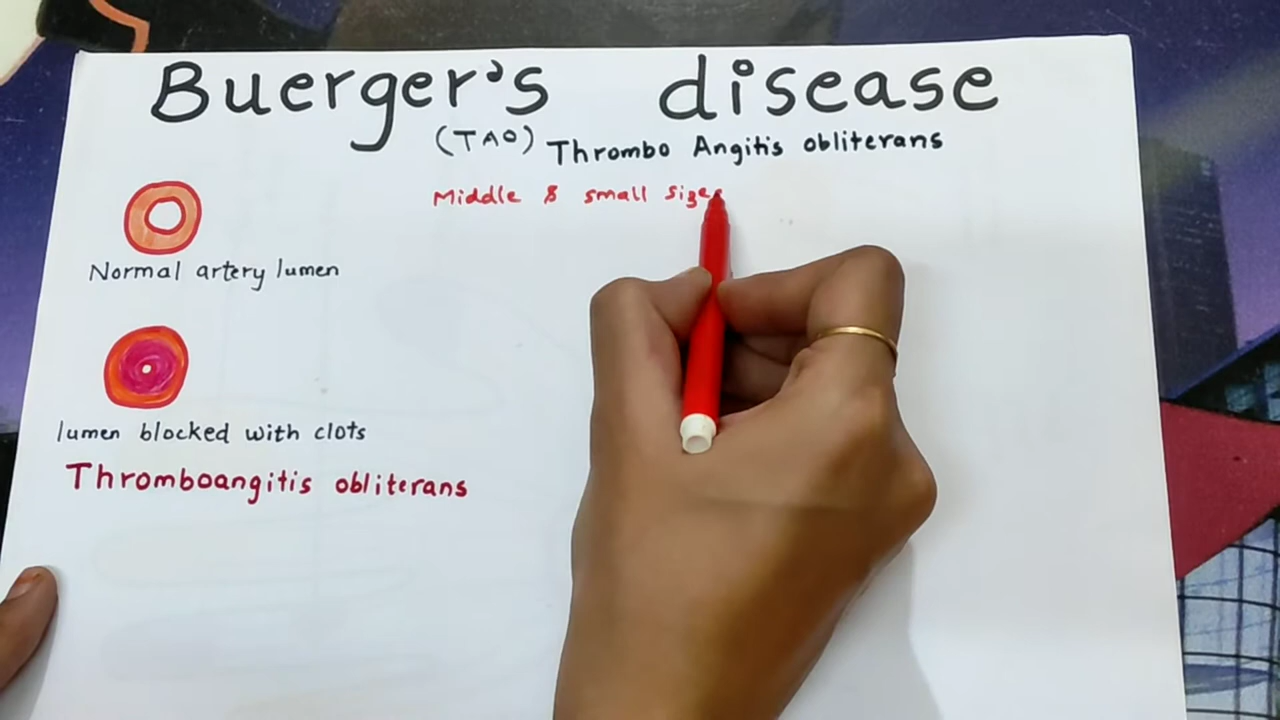 Buerger's disease
(TAO) Thrombo Angitis obliterans
Middle & small sizes
Normal artery lumen
lumen blocked with clots
Thromboangitis obliterans